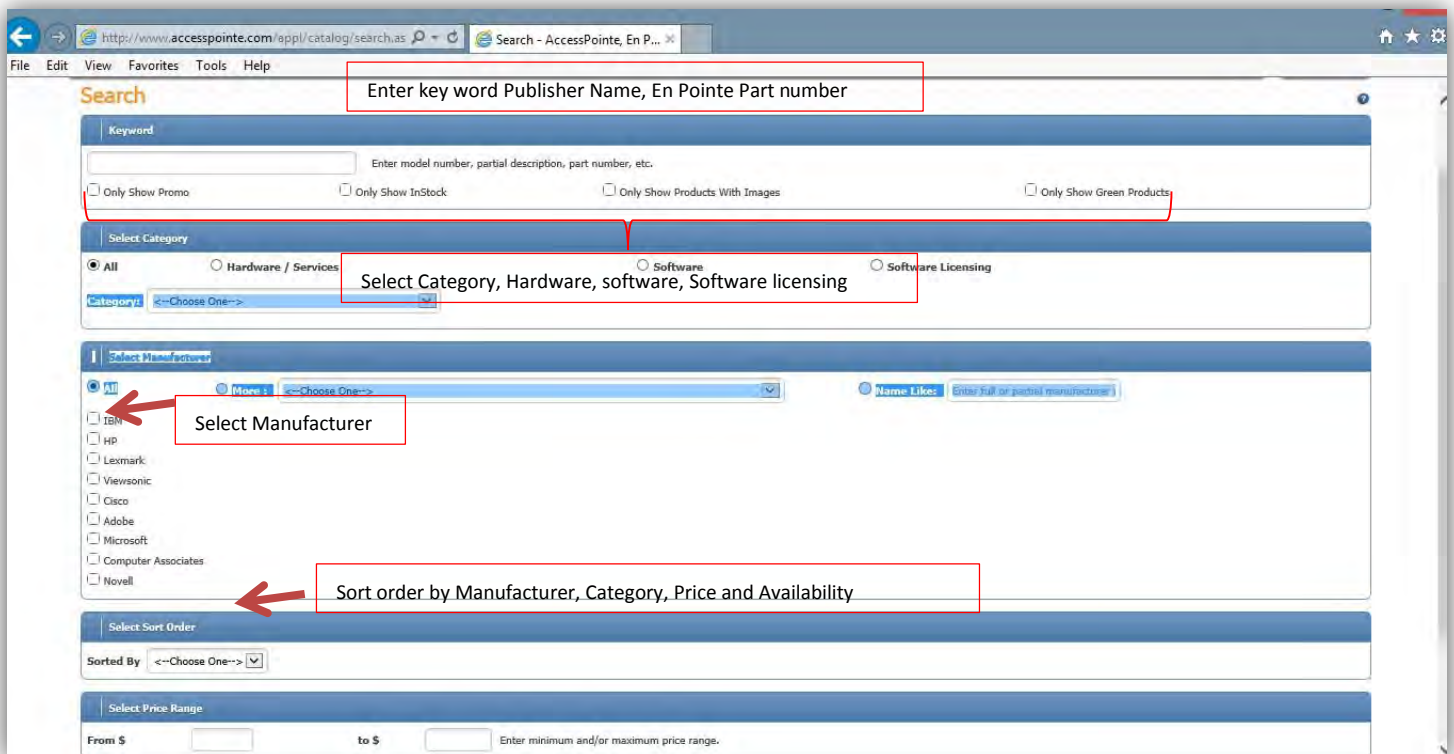 http://www.accesspointe.com/appl/catalog/search.as
Search - AccessPointe, En P...
File Edit View Favorites Tools Help
Enter key word Publisher Name, En Pointe Part number
Search
Keyword
Enter model number, partial description, part number, etc.
Only Show Promo Only Show InStock Only Show Products With Images Only Show Green Products
Select Category
All Hardware / Services Software Software Licensing
Select Category, Hardware, software, Software licensing
Category: <--Choose One-->
Select Manufacturer
All More : <--Choose One--> Name Like: Enter full or partial manufacturer
Select Manufacturer
IBM
HP
Lexmark
Viewsonic
Cisco
Adobe
Microsoft
Computer Associates
Novell
Sort order by Manufacturer, Category, Price and Availability
Select Sort Order
Sorted By <--Choose One-->
Select Price Range
From $ to $ Enter minimum and/or maximum price range.